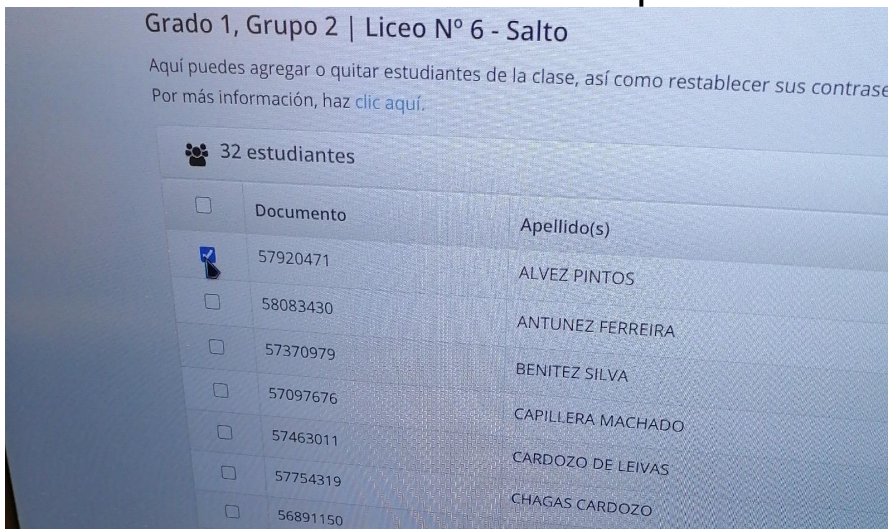 Grado 1, Grupo 2 | Liceo Nº 6 - Salto
Aquí puedes agregar o quitar estudiantes de la clase, así como restablecer sus contrase
Por más información, haz clic aquí.
32 estudiantes
Documento Apellido(s)
57920471 ALVEZ PINTOS
58083430 ANTUNEZ FERREIRA
57370979 BENITEZ SILVA
57097676 CAPILLERA MACHADO
57463011 CARDOZO DE LEIVAS
57754319 CHAGAS CARDOZO
56891150